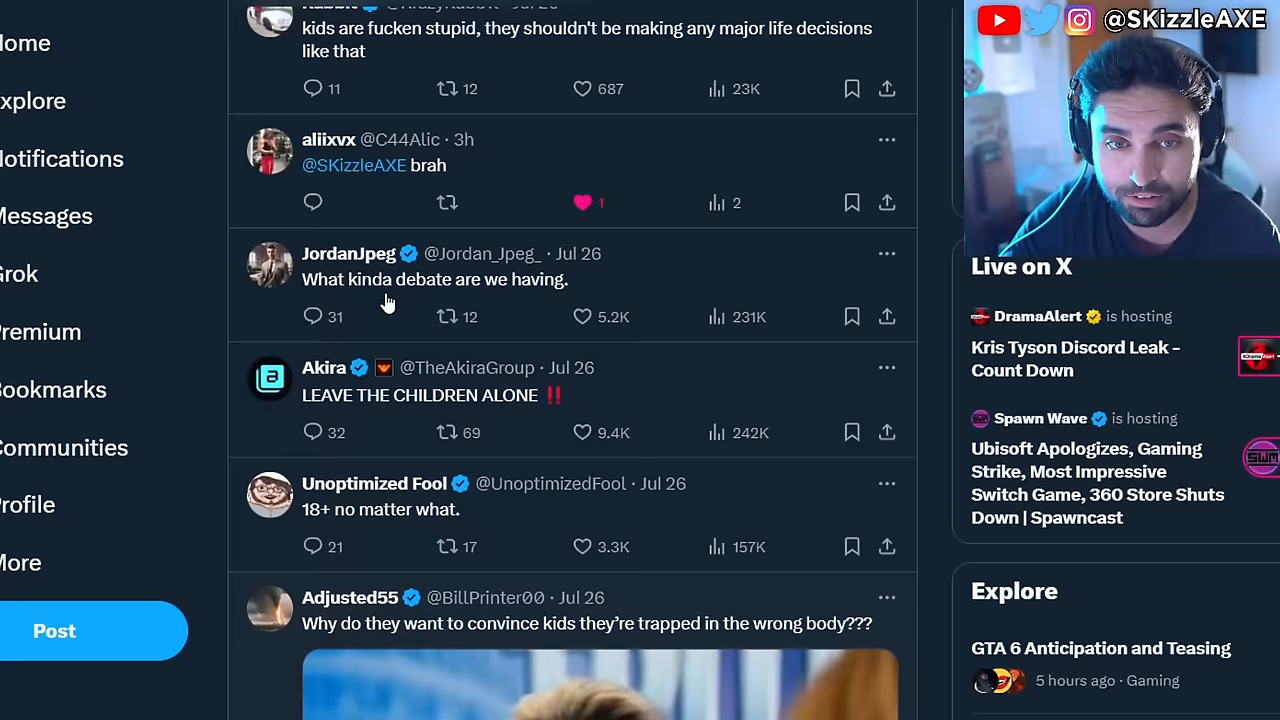 @SKizzleAXE
ome
xplore
otifications
essages
rok
remium
ookmarks
ommunities
rofile
ore
Post
kids are fucken stupid, they shouldn't be making any major life decisions
like that
11 12 687 23K
aliixvx @C44Alic · 3h
@SKizzleAXE brah
1 2
JordanJpeg @Jordan_Jpeg_ · Jul 26
What kinda debate are we having.
31 12 5.2K 231K
Akira @TheAkiraGroup · Jul 26
LEAVE THE CHILDREN ALONE ‼️
32 69 9.4K 242K
Unoptimized Fool @UnoptimizedFool · Jul 26
18+ no matter what.
21 17 3.3K 157K
Adjusted55 @BillPrinter00 · Jul 26
Why do they want to convince kids they're trapped in the wrong body???
Live on X
DramaAlert is hosting
Kris Tyson Discord Leak -
Count Down
Spawn Wave is hosting
Ubisoft Apologizes, Gaming
Strike, Most Impressive
Switch Game, 360 Store Shuts
Down | Spawncast
Explore
GTA 6 Anticipation and Teasing
5 hours ago · Gaming